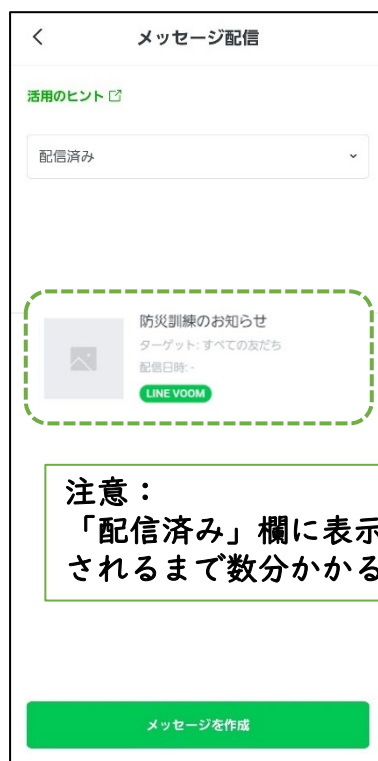 メッセージ配信
活用のヒント
配信済み
防災訓練のお知らせ
ターゲット: すべての友だち
配信日時: -
LINE VOOM
注意：
「配信済み」欄に表示
されるまで数分かかる
メッセージを作成